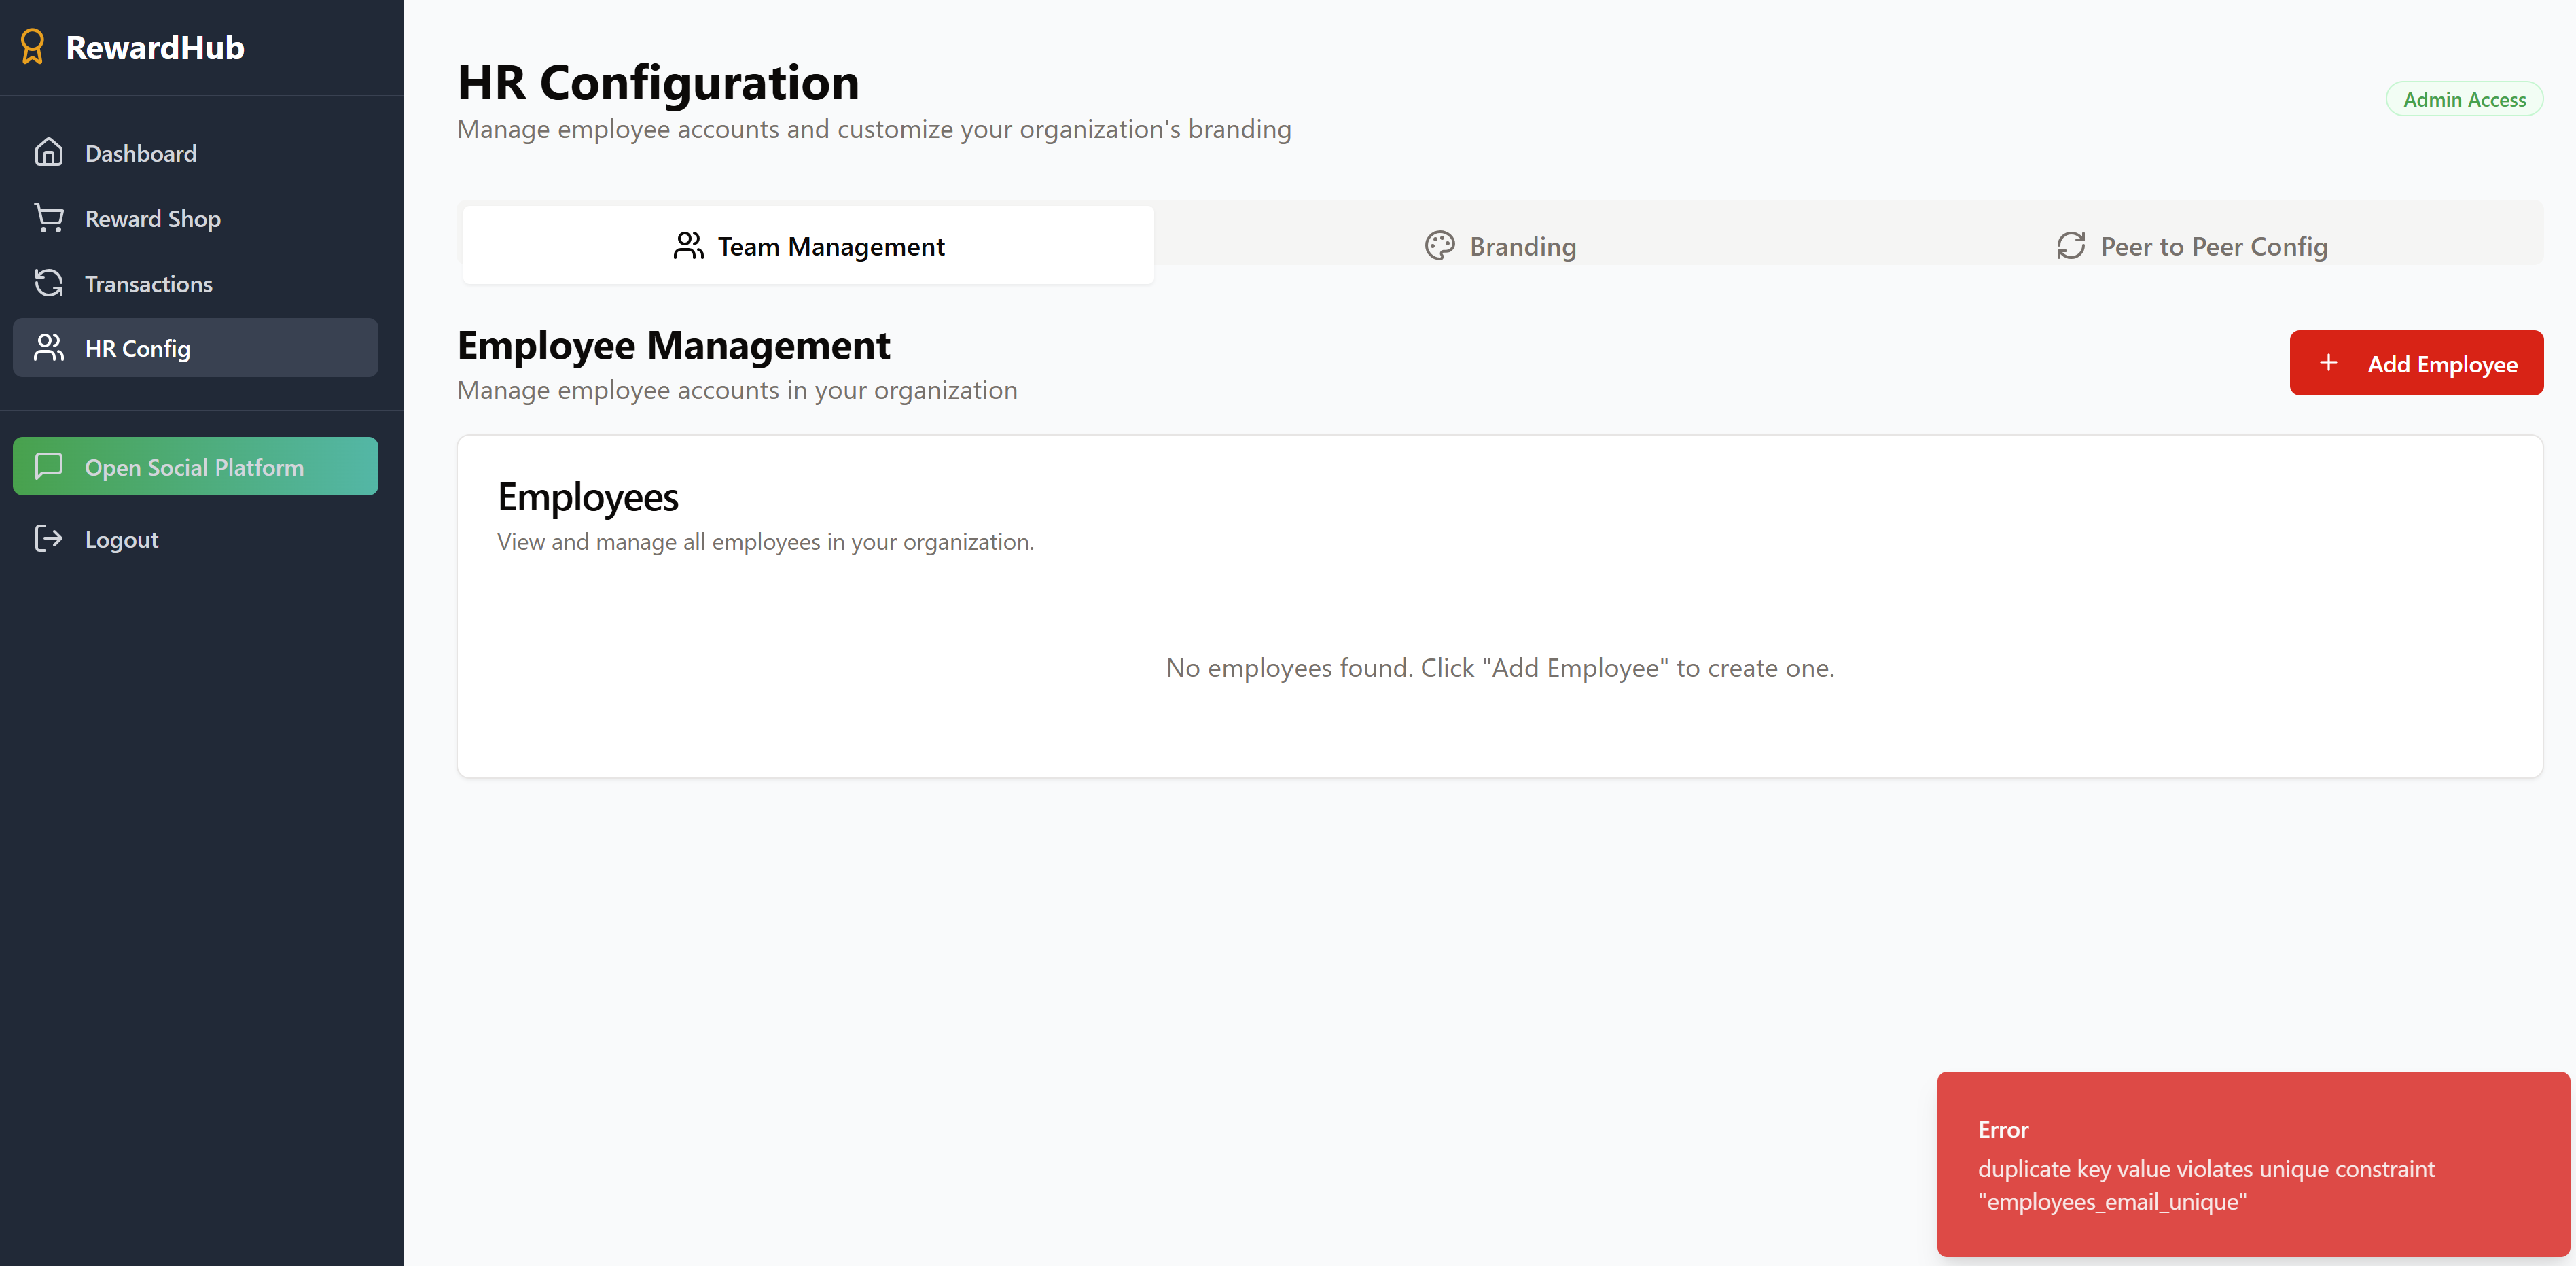 RewardHub
Dashboard
Reward Shop
Transactions
HR Config
Open Social Platform
Logout
HR Configuration
Manage employee accounts and customize your organization's branding
Admin Access
Team Management
Branding
Peer to Peer Config
Employee Management
Manage employee accounts in your organization
Add Employee
Employees
View and manage all employees in your organization.
No employees found. Click "Add Employee" to create one.
Error
duplicate key value violates unique constraint
"employees_email_unique"